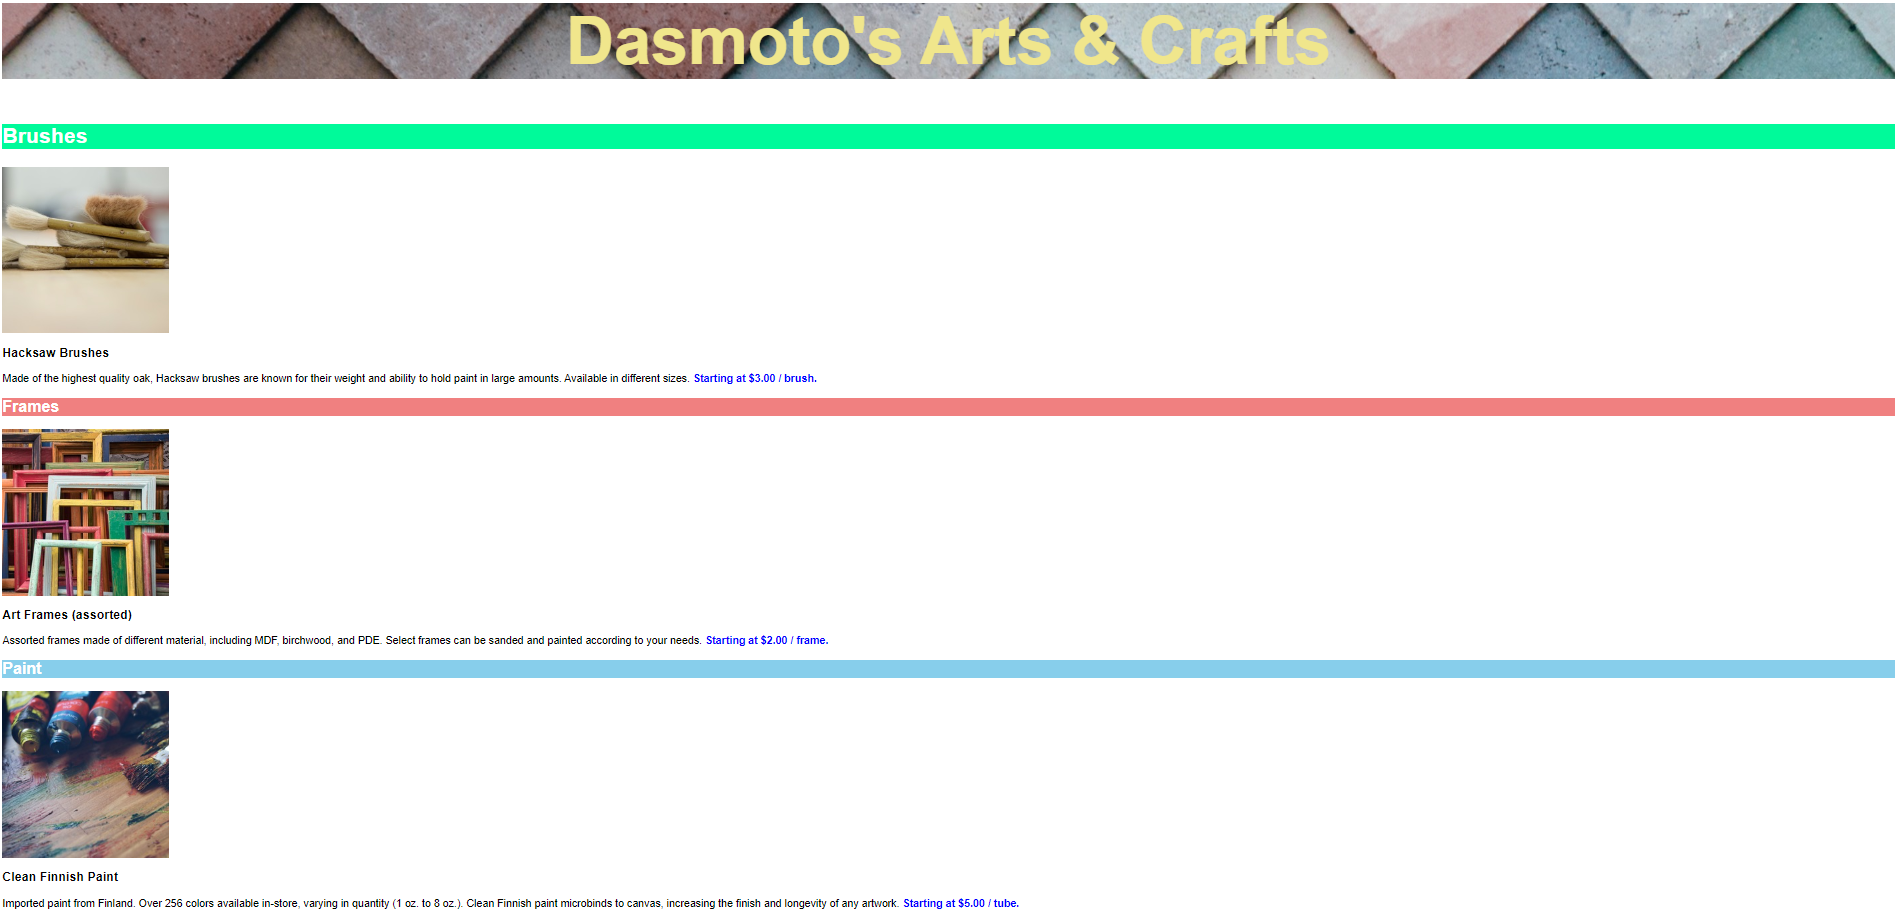 Dasmoto's Arts & Crafts
Brushes
Hacksaw Brushes
Made of the highest quality oak, Hacksaw brushes are known for their weight and ability to hold paint in large amounts. Available in different sizes. Starting at $3.00 / brush.
Frames
Art Frames (assorted)
Assorted frames made of different material, including MDF, birchwood, and PDE. Select frames can be sanded and painted according to your needs. Starting at $2.00 / frame.
Paint
Clean Finnish Paint
Imported paint from Finland. Over 256 colors available in-store, varying in quantity (1 oz. to 8 oz.). Clean Finnish paint microbinds to canvas, increasing the finish and longevity of any artwork. Starting at $5.00 / tube.